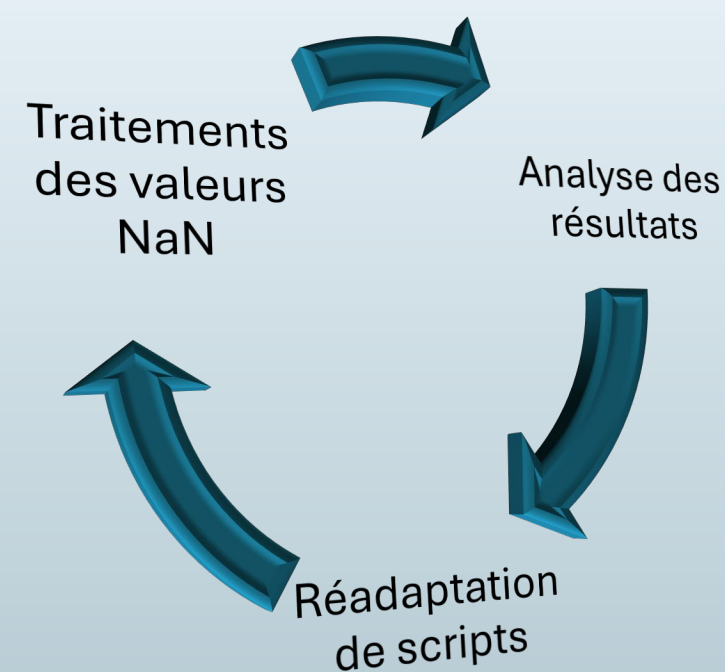 Traitements
des valeurs
NaN
Analyse des
résultats
Réadaptation
de scripts